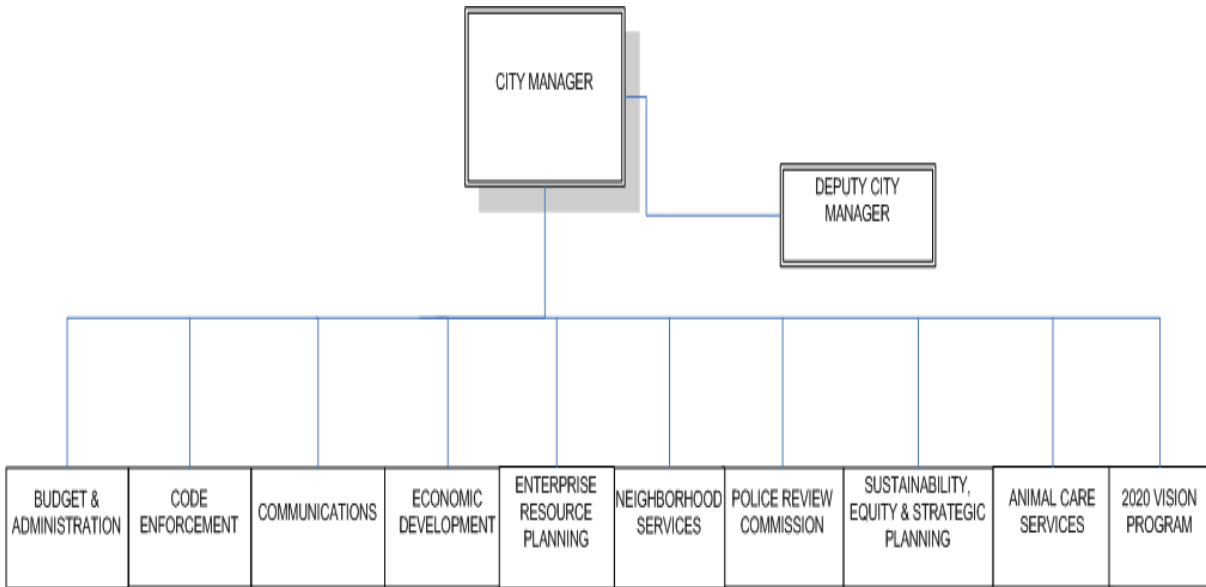 CITY MANAGER
DEPUTY CITY
MANAGER
BUDGET &
ADMINISTRATION
CODE
ENFORCEMENT
COMMUNICATIONS
ECONOMIC
DEVELOPMENT
ENTERPRISE
RESOURCE
PLANNING
NEIGHBORHOOD
SERVICES
POLICE REVIEW
COMMISSION
SUSTAINABILITY,
EQUITY & STRATEGIC
PLANNING
ANIMAL CARE
SERVICES
2020 VISION
PROGRAM